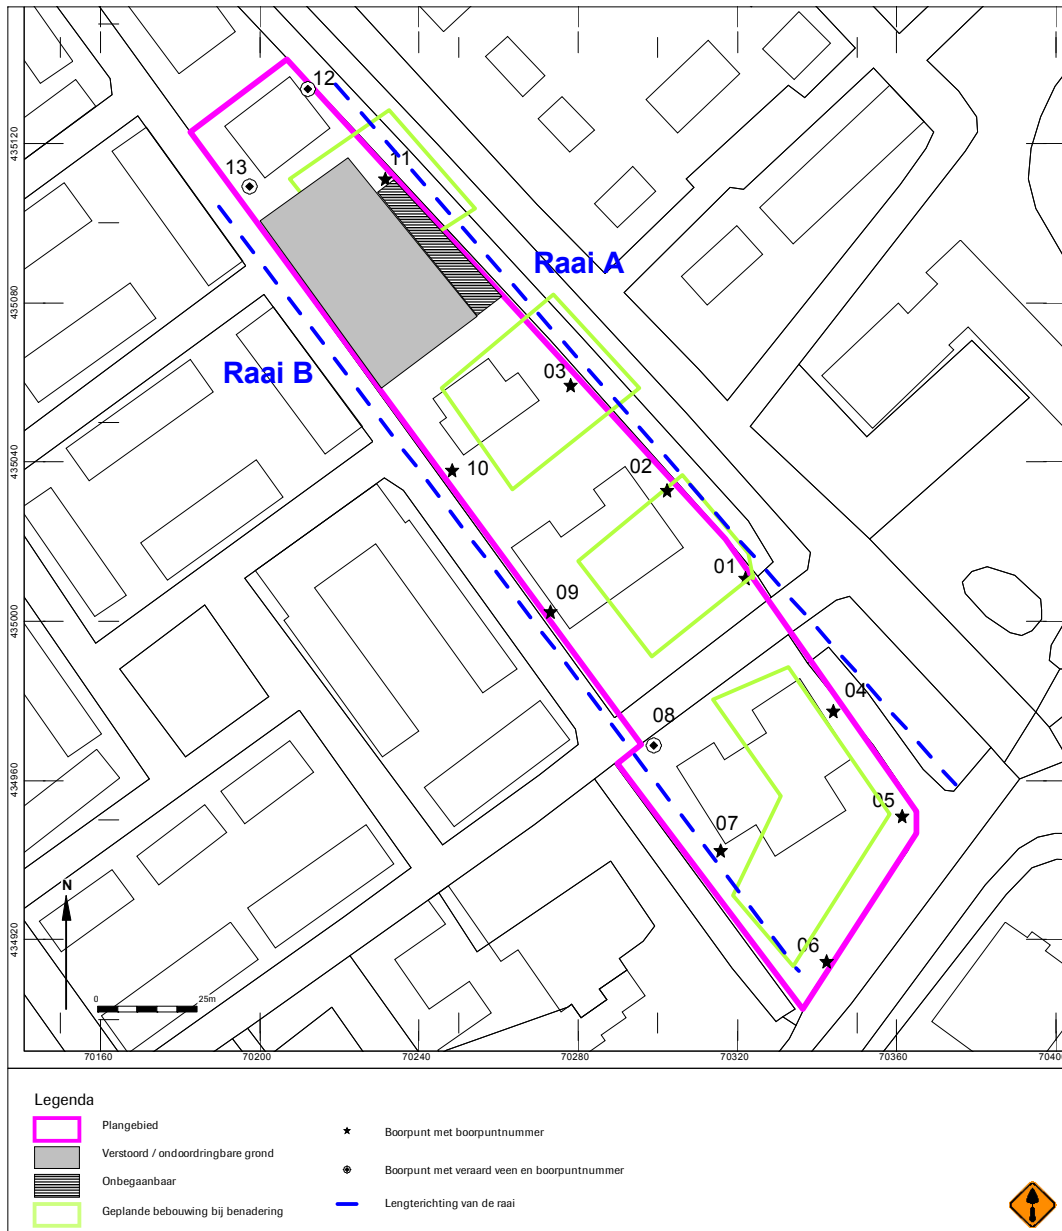 12
13
11
Raai A
435120
435080
Raai B
03
02
10
435040
01
09
435000
04
08
05
434960
07
06
N
434920
0 25m
70160 70200 70240 70280 70320 70360 70400
Legenda
Plangebied
Verstoord / ondoordringbare grond
Onbegaanbaar
Geplande bebouwing bij benadering
Boorpunt met boorpuntnummer
Boorpunt met veraard veen en boorpuntnummer
Lengterichting van de raai